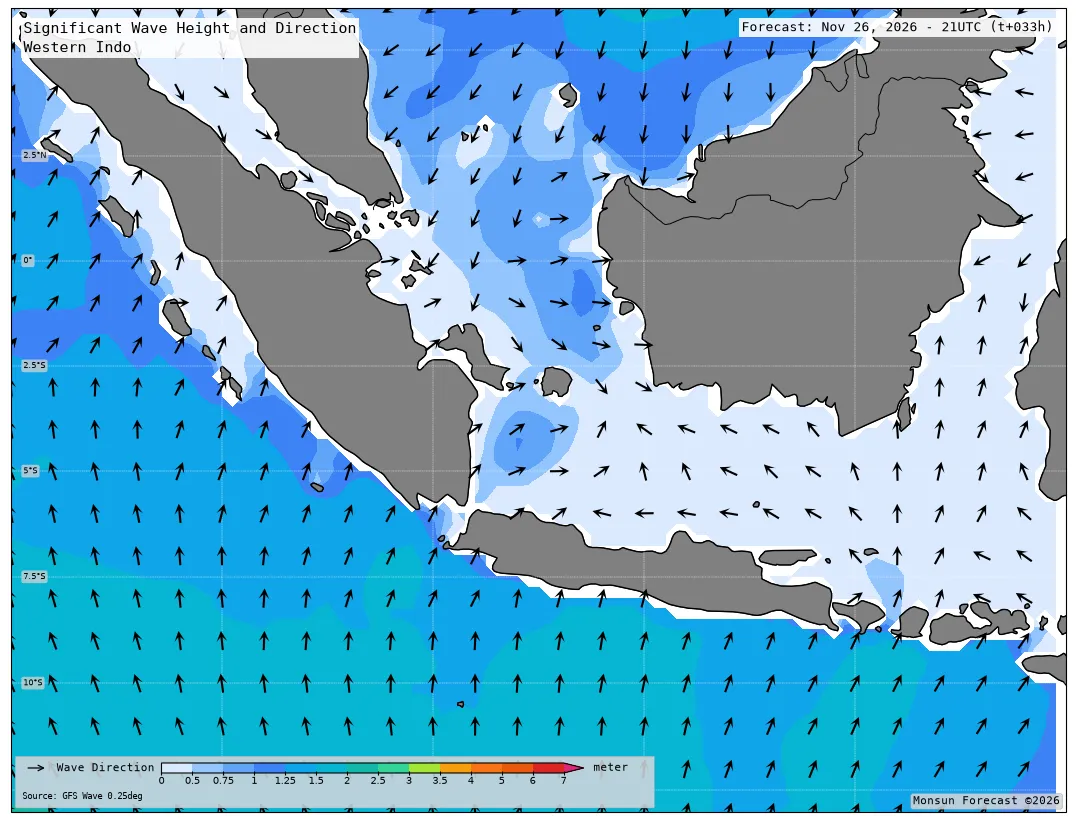 Significant Wave Height and Direction
Western Indo
Forecast: Nov 26, 2026 - 21UTC (t+033h)
2.5°N
0°
2.5°S
5°S
7.5°S
10°S
Wave Direction
0 0.5 0.75 1 1.25 1.5 2 2.5 3 3.5 4 5 6 7
meter
Source: GFS Wave 0.25deg
Monsun Forecast ©2026